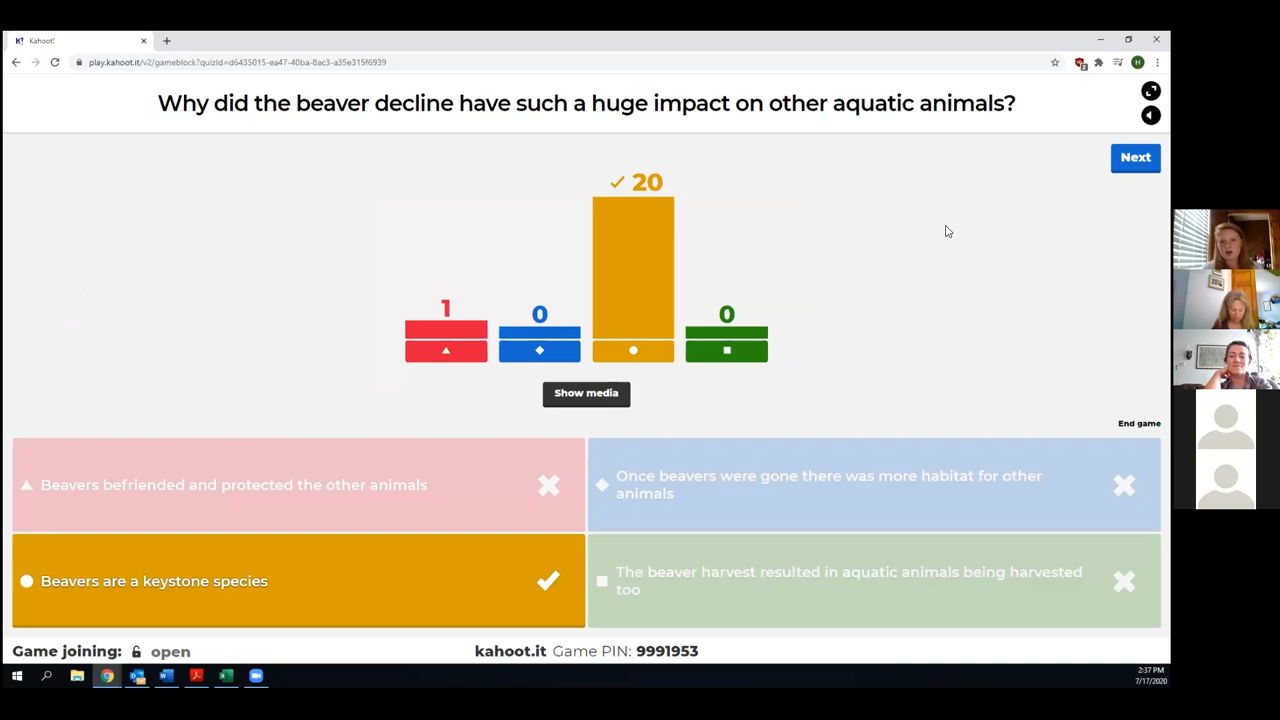 K! Kahoot!
play.kahoot.it/v2/gameblock?quizId=d6435015-ea47-40ba-8ac3-a35e315f6939
H
Why did the beaver decline have such a huge impact on other aquatic animals?
Next
20
1
0
0
Show media
End game
Beavers befriended and protected the other animals
Once beavers were gone there was more habitat for other
animals
Beavers are a keystone species
The beaver harvest resulted in aquatic animals being harvested
too
Game joining: open
kahoot.it Game PIN: 9991953
2:37 PM
7/17/2020